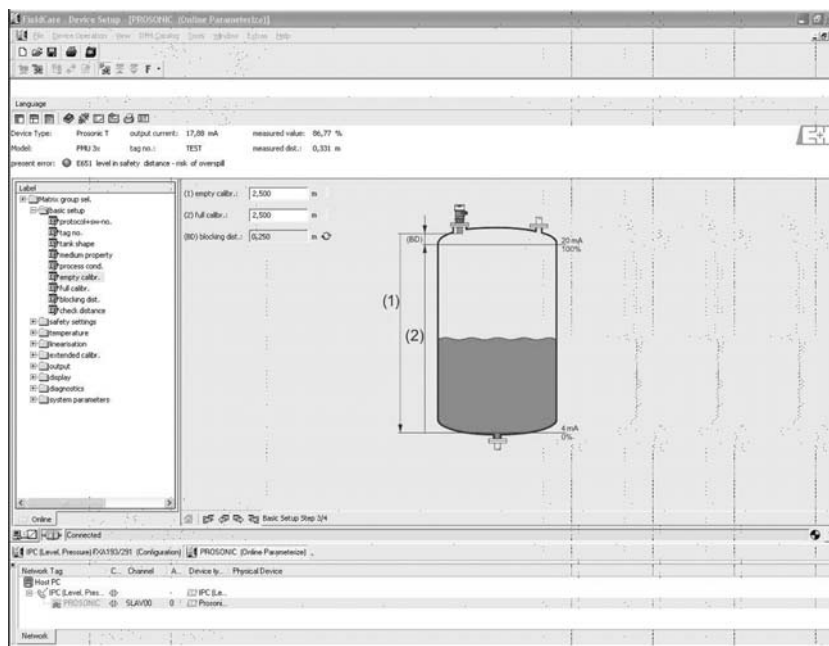 FieldCare - Device Setup - [PROSONIC (Online Parameterize)]
File Device Operation View DTM Catalog Tools Window Extras Help
F
Language
Device Type: Prosonic T output current: 17,88 mA measured value: 86,77 %
Model: PMU 3x tag no.: TEST measured dist.: 0,331 m
present error: E651 level in safety distance - risk of overspill
E+
Label
Matrix group sel.
basic setup
protocol+sw-no.
tag no.
tank shape
medium property
process cond.
empty calibr.
full calibr.
blocking dist.
check distance
safety settings
temperature
linearisation
extended calibr.
output
display
diagnostics
system parameters
Online
(1) empty calibr.: 2,500 m
(2) full calibr.: 2,500 m
(BD) blocking dist.: 0,250 m
(BD)
20 mA
100%
(1)
(2)
4 mA
0%
Basic Setup Step 3/4
Connected
IPC (Level, Pressure) FXA193/291 (Configuration) PROSONIC (Online Parameterize)
Network Tag C... Channel A... Device ty... Physical Device
Host PC
IPC (Level, Pres... - IPC (Le...
PROSONIC SLAV00 0 Prosoni...
Network